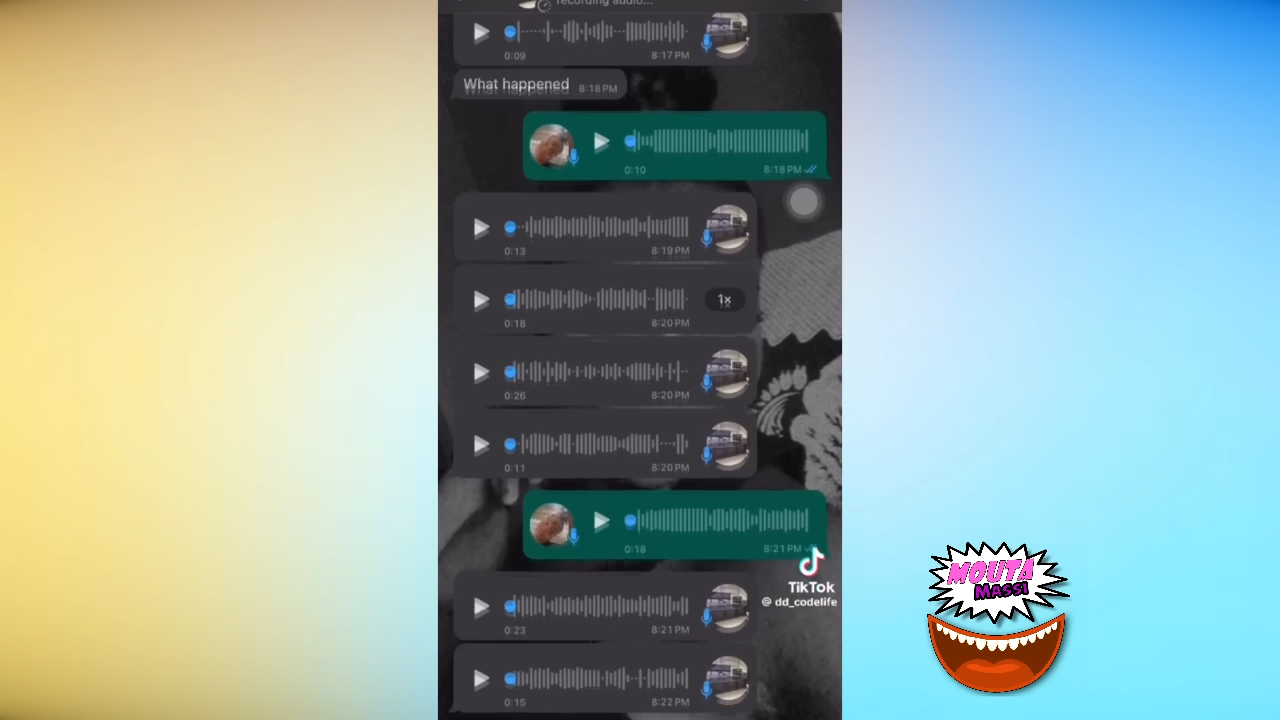 recording audio...
0:09 8:17 PM
What happened 8:18 PM
0:10 8:18 PM
0:13 8:19 PM
1x
0:18 8:20 PM
0:26 8:20 PM
0:11 8:20 PM
0:18 8:21 PM
TikTok
@ dd_codelife
0:23 8:21 PM
0:15 8:22 PM
MOUTA
MASSI